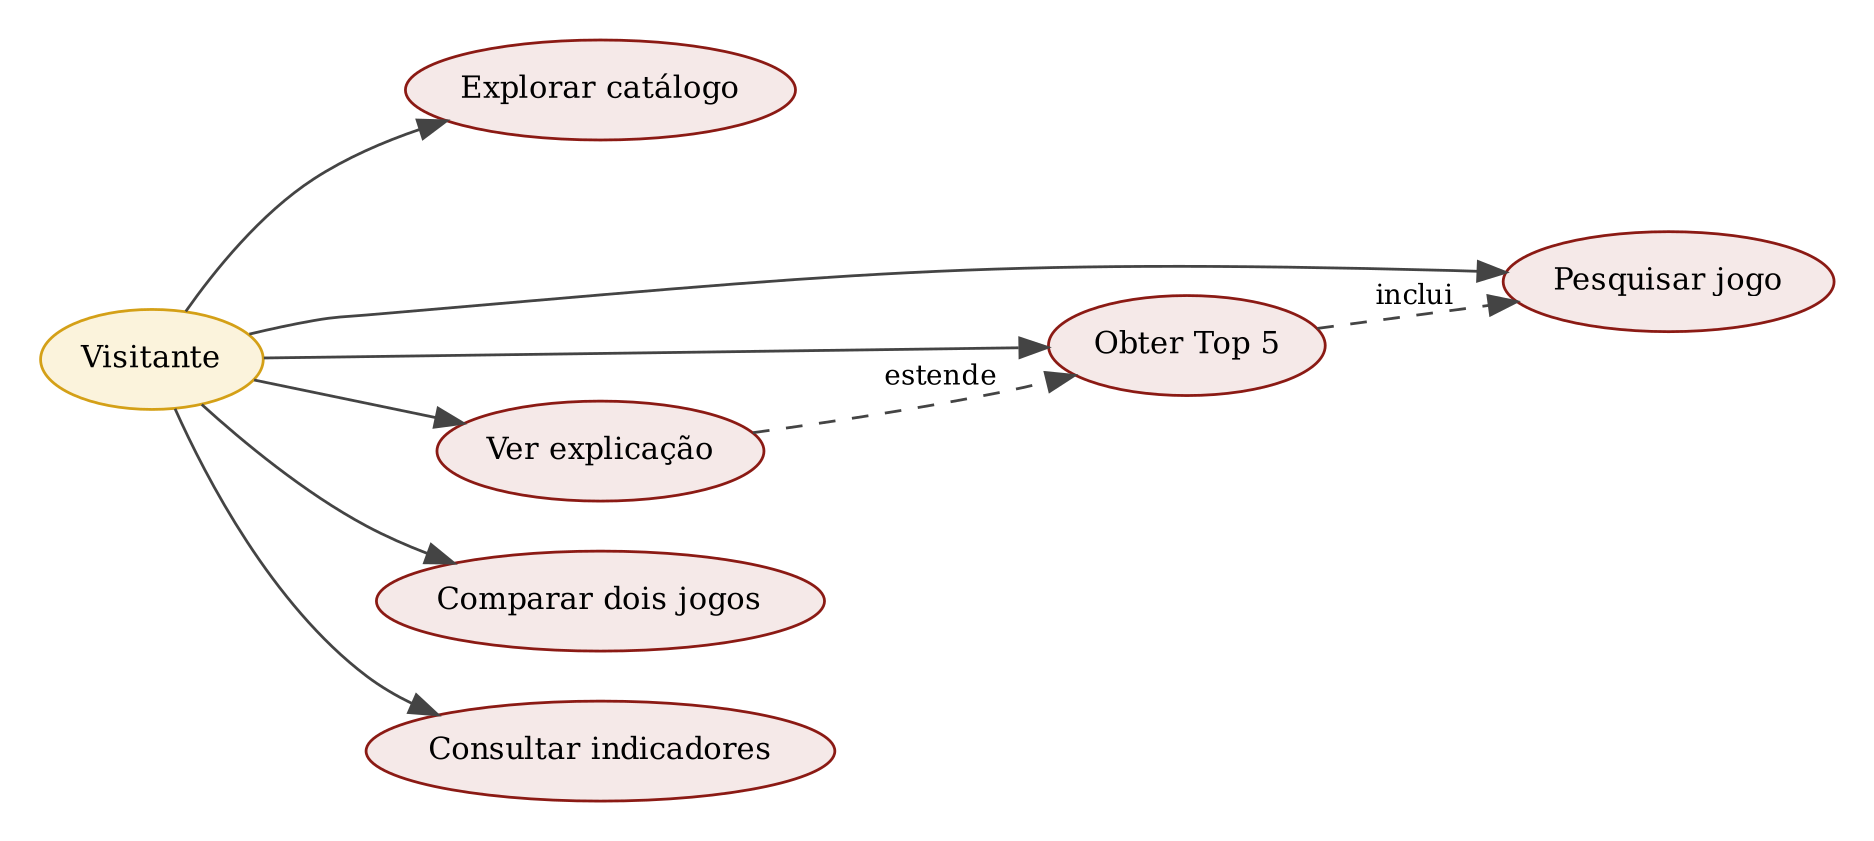 Explorar catálogo
Pesquisar jogo
inclui
Obter Top 5
Visitante
estende
Ver explicação
Comparar dois jogos
Consultar indicadores